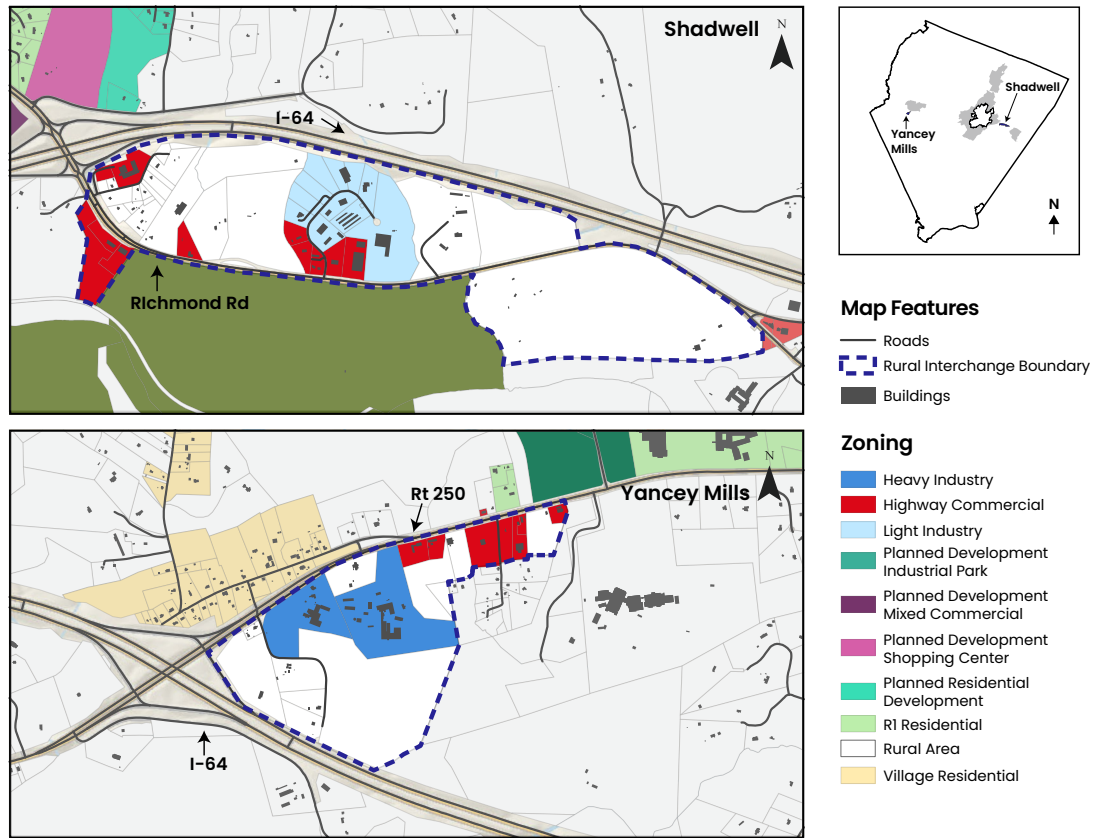 Shadwell
N
I-64
RIchmond Rd
Yancey Mills
N
Rt 250
I-64
Shadwell
Yancey
Mills
N
Map Features
Roads
Rural Interchange Boundary
Buildings
Zoning
Heavy Industry
Highway Commercial
Light Industry
Planned Development
Industrial Park
Planned Development
Mixed Commercial
Planned Development
Shopping Center
Planned Residential
Development
R1 Residential
Rural Area
Village Residential